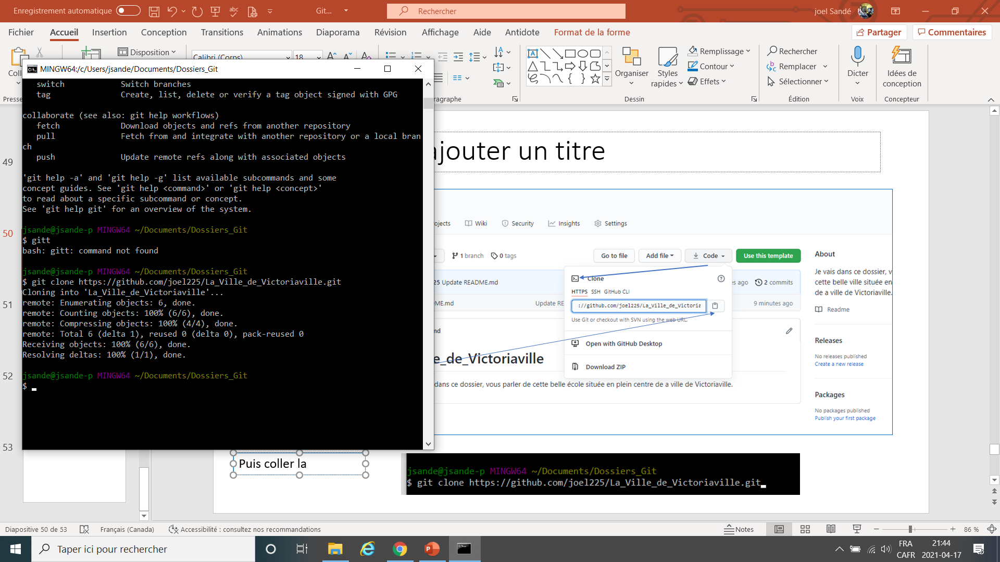 Enregistrement automatique
Git...
Rechercher
joel Sandé
Fichier
Accueil
Insertion
Conception
Transitions
Animations
Diaporama
Révision
Affichage
Aide
Antidote
Format de la forme
Partager
Commentaires
Disposition
Calibri (Corps)
18
Organiser
Styles
rapides
Remplissage
Contour
Effets
Rechercher
Remplacer
Sélectionner
Dicter
Idées de
conception
Dessin
Édition
Voix
Concepteur
MINGW64:/c/Users/jsande/Documents/Dossiers_Git
switch Switch branches
tag Create, list, delete or verify a tag object signed with GPG
collaborate (see also: git help workflows)
fetch Download objects and refs from another repository
pull Fetch from and integrate with another repository or a local bran
ch
push Update remote refs along with associated objects
'git help -a' and 'git help -g' list available subcommands and some
concept guides. See 'git help <command>' or 'git help <concept>'
to read about a specific subcommand or concept.
See 'git help git' for an overview of the system.
jsande@jsande-p MINGW64 ~/Documents/Dossiers_Git
$ gitt
bash: gitt: command not found
jsande@jsande-p MINGW64 ~/Documents/Dossiers_Git
$ git clone https://github.com/joel225/La_Ville_de_Victoriaville.git
Cloning into 'La_Ville_de_Victoriaville'...
remote: Enumerating objects: 6, done.
remote: Counting objects: 100% (6/6), done.
remote: Compressing objects: 100% (4/4), done.
remote: Total 6 (delta 1), reused 0 (delta 0), pack-reused 0
Receiving objects: 100% (6/6), done.
Resolving deltas: 100% (1/1), done.
jsande@jsande-p MINGW64 ~/Documents/Dossiers_Git
$
49
50
51
52
53
ajouter un titre
ojects
Wiki
Security
Insights
Settings
1 branch
0 tags
Go to file
Add file
Code
Use this template
25 Update README.md
es ago
2 commits
ME.md
Update RE
9 minutes ago
Clone
HTTPS SSH GitHub CLI
://github.com/joel225/La_Ville_de_Victoria
Use Git or checkout with SVN using the web URL.
Open with GitHub Desktop
Download ZIP
md
e_de_Victoriaville
dans ce dossier, vous parler de cette belle école située en plein centre de a ville de Victoriaville.
About
Je vais dans ce dossier, v
cette belle ville située en
de a ville de Victoriaville.
Readme
Releases
No releases published
Create a new release
Packages
No packages published
Publish your first package
Puis coller la
jsande@jsande-p MINGW64 ~/Documents/Dossiers_Git
$ git clone https://github.com/joel225/La_Ville_de_Victoriaville.git
Diapositive 50 de 53
Français (Canada)
Accessibilité : consultez nos recommandations
Notes
86 %
Taper ici pour rechercher
FRA
CAFR
21:44
2021-04-17